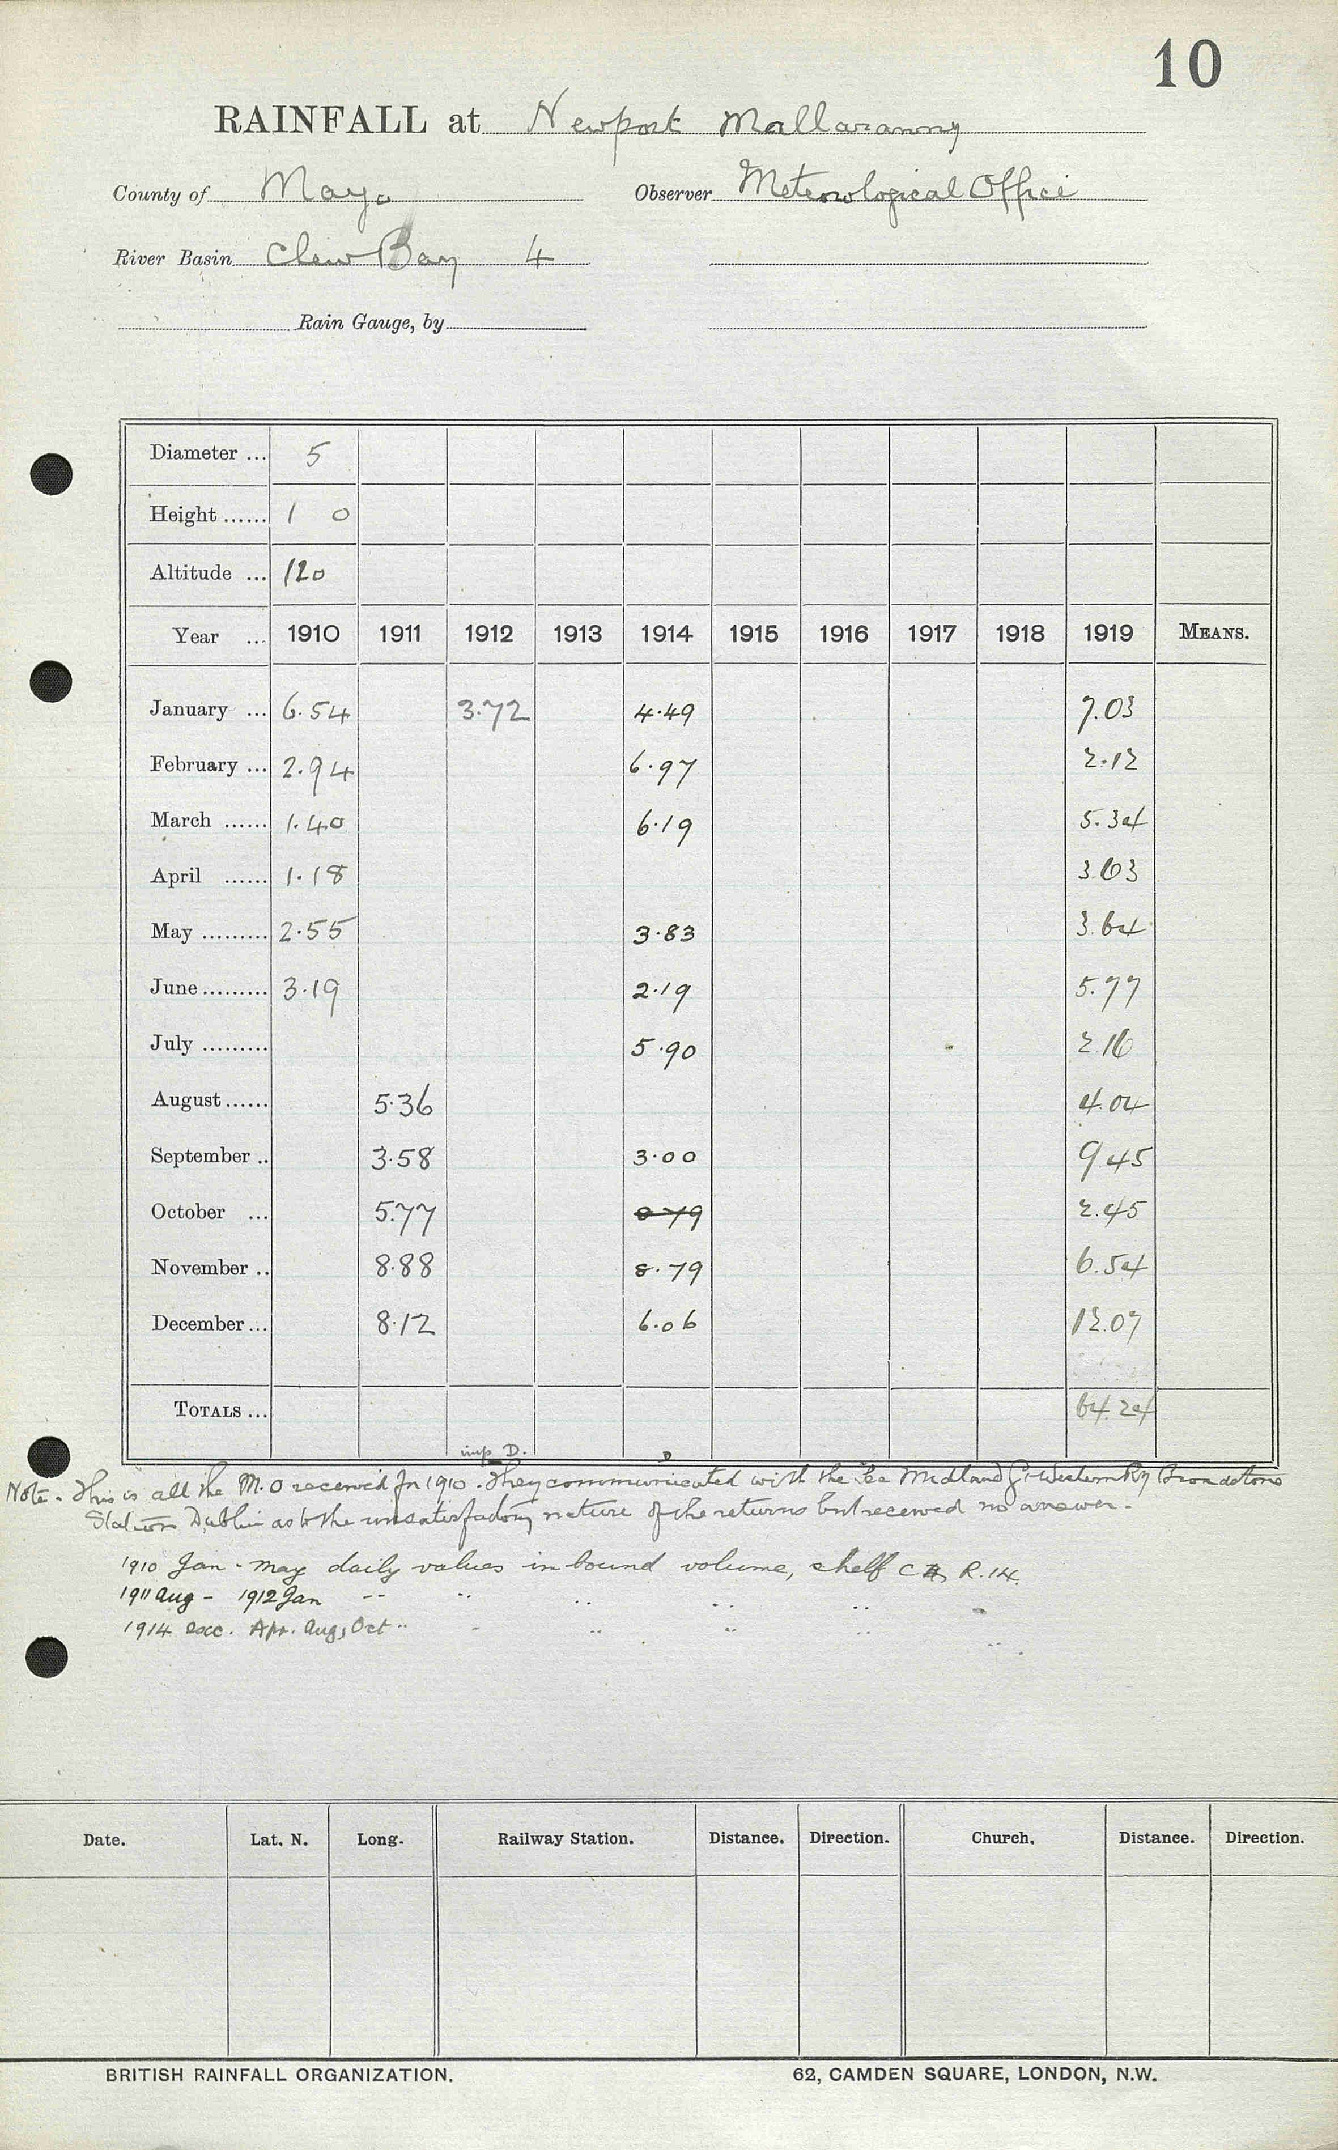 10
RAINFALL at Newport Mallaranny
County of Mayo Observer Meteorological Office
River Basin Clew Bay 4
Rain Gauge, by
Diameter ... 5
Height ...... 1 0
Altitude ... 120
Year ... 1910 1911 1912 1913 1914 1915 1916 1917 1918 1919 MEANS.
January ... 6.54 3.72 4.49 7.03
February ... 2.94 6.97 2.12
March ...... 1.40 6.19 5.34
April ...... 1.18 3.63
May ......... 2.55 3.83 3.64
June ......... 3.19 2.19 5.77
July ......... 5.90 2.16
August ...... 5.36 4.04
September .. 3.58 3.00 9.45
October ... 5.77 2.45
November .. 8.88 8.79 6.54
December ... 8.12 6.06 12.07
TOTALS ... 64.24
imp D. D
Note. This is all the M.O received for 1910. They communicated with the Midland Gt Western Ry Broadstone
Station Dublin as to the unsatisfactory nature of the returns but received no answer.
1910 Jan - May daily values in bound volume, shelf R.14.
1911 Aug - 1912 Jan -- .. .. .. ..
1914 exc. Apr. Aug, Oct .. - .. .. .. ..
Date. Lat. N. Long. Railway Station. Distance. Direction. Church. Distance. Direction.
BRITISH RAINFALL ORGANIZATION. 62, CAMDEN SQUARE, LONDON, N.W.